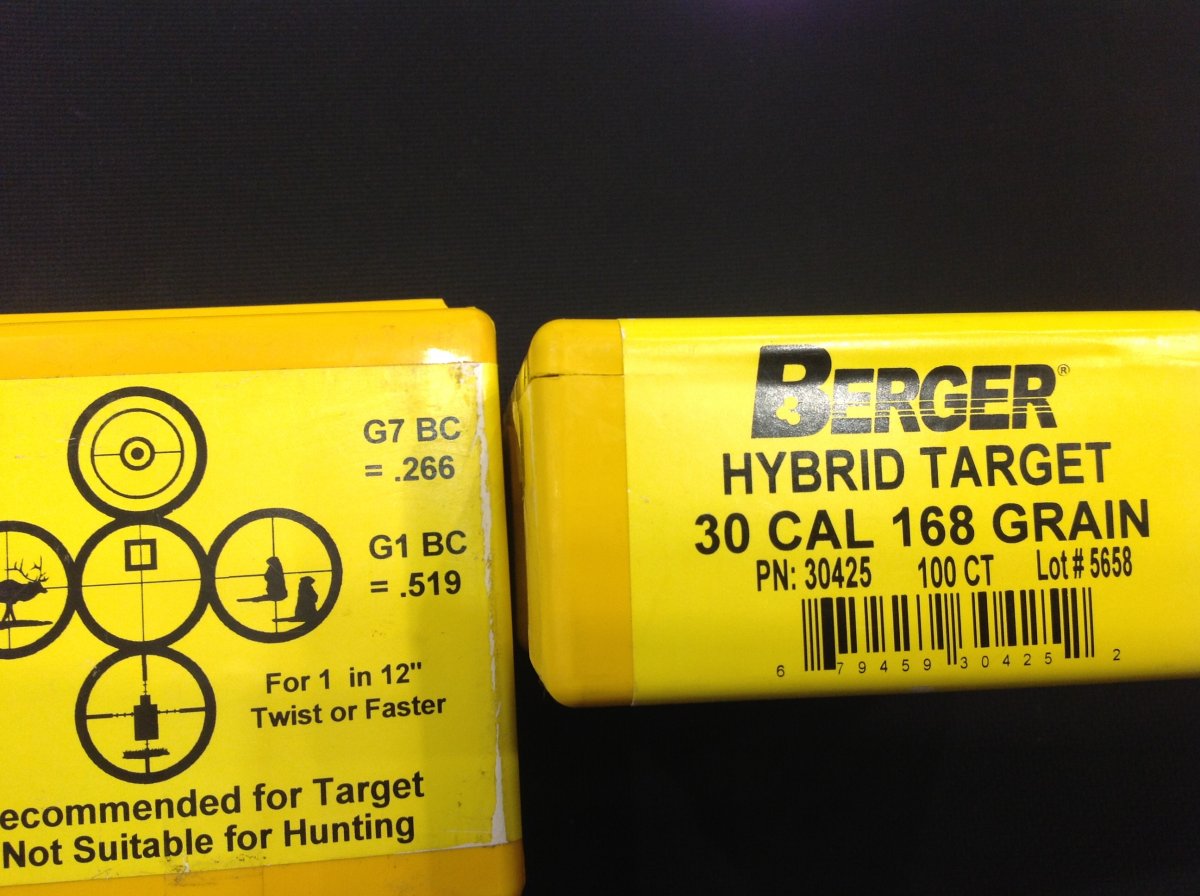 G7 BC
= .266
G1 BC
= .519
For 1 in 12"
Twist or Faster
ecommended for Target
Not Suitable for Hunting
BERGER®
HYBRID TARGET
30 CAL 168 GRAIN
PN: 30425 100 CT Lot # 5658
6 79459 30425 2